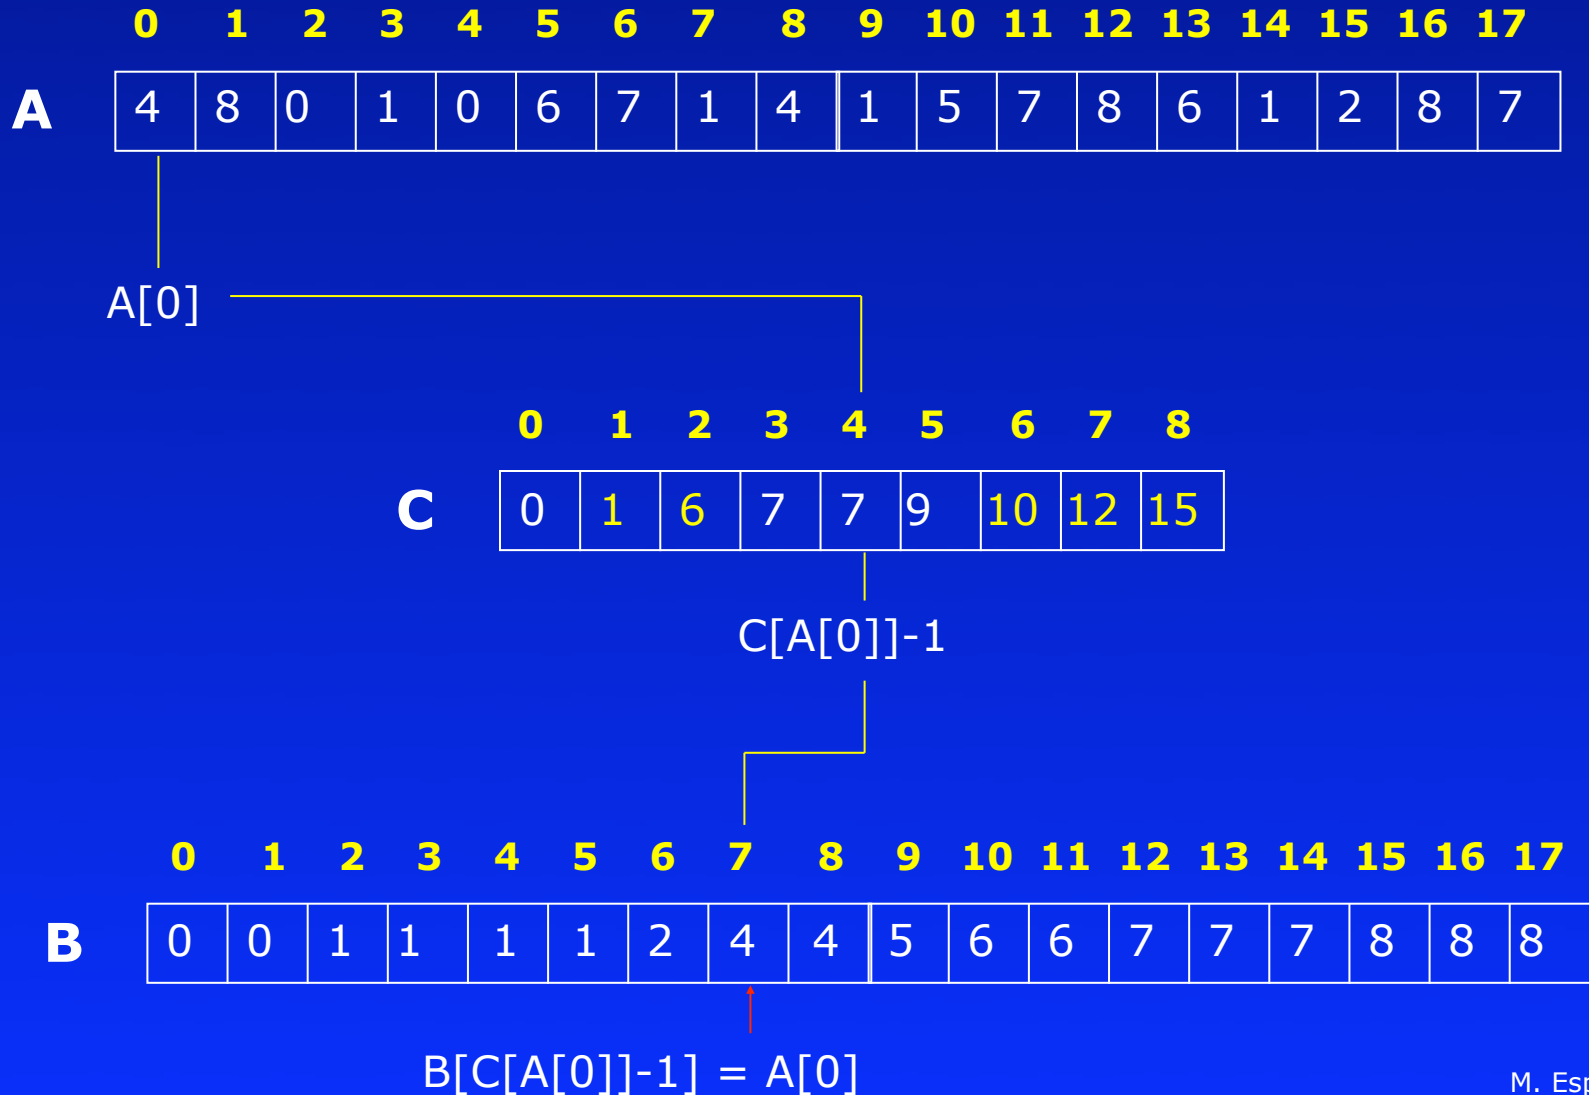 0 1 2 3 4 5 6 7 8 9 10 11 12 13 14 15 16 17
A 4 8 0 1 0 6 7 1 4 1 5 7 8 6 1 2 8 7
A[0]
0 1 2 3 4 5 6 7 8
C 0 1 6 7 7 9 10 12 15
C[A[0]]-1
0 1 2 3 4 5 6 7 8 9 10 11 12 13 14 15 16 17
B 0 0 1 1 1 1 2 4 4 5 6 6 7 7 7 8 8 8
B[C[A[0]]-1] = A[0]
M. Esp